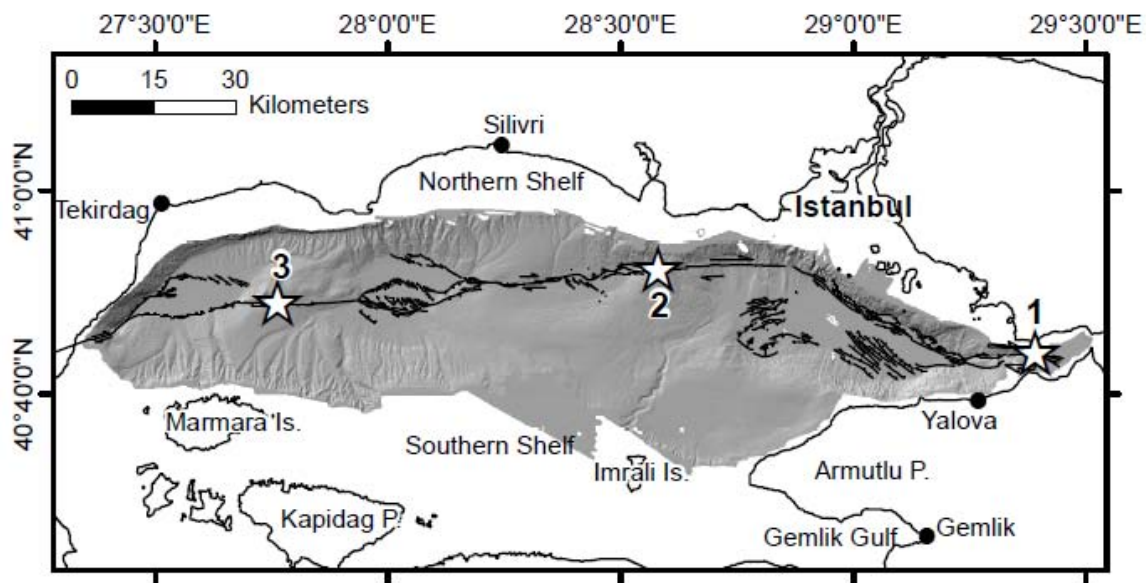 27°30'0"E 28°0'0"E 28°30'0"E 29°0'0"E 29°30'0"E
0 15 30
Kilometers
Silivri
41°0'0"N
Northern Shelf
Tekirdag
Istanbul
3
2
1
40°40'0"N
Marmara Is.
Yalova
Southern Shelf
Imrali Is.
Armutlu P.
Kapidag P.
Gemlik Gulf
Gemlik